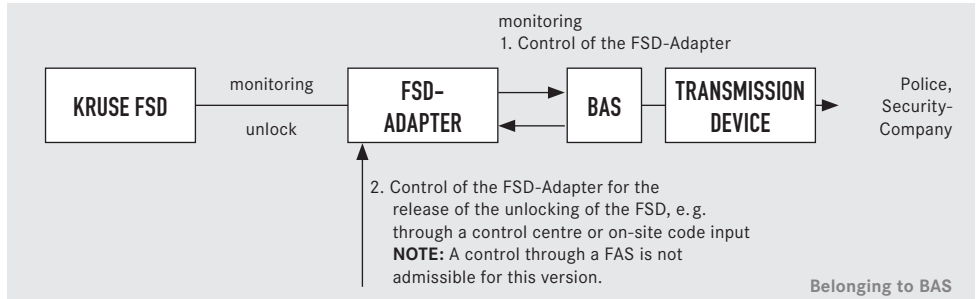 monitoring
1. Control of the FSD-Adapter
KRUSE FSD
monitoring
unlock
FSD-
ADAPTER
BAS
TRANSMISSION
DEVICE
Police,
Security-
Company
2. Control of the FSD-Adapter for the
release of the unlocking of the FSD, e. g.
through a control centre or on-site code input
NOTE: A control through a FAS is not
admissible for this version.
Belonging to BAS